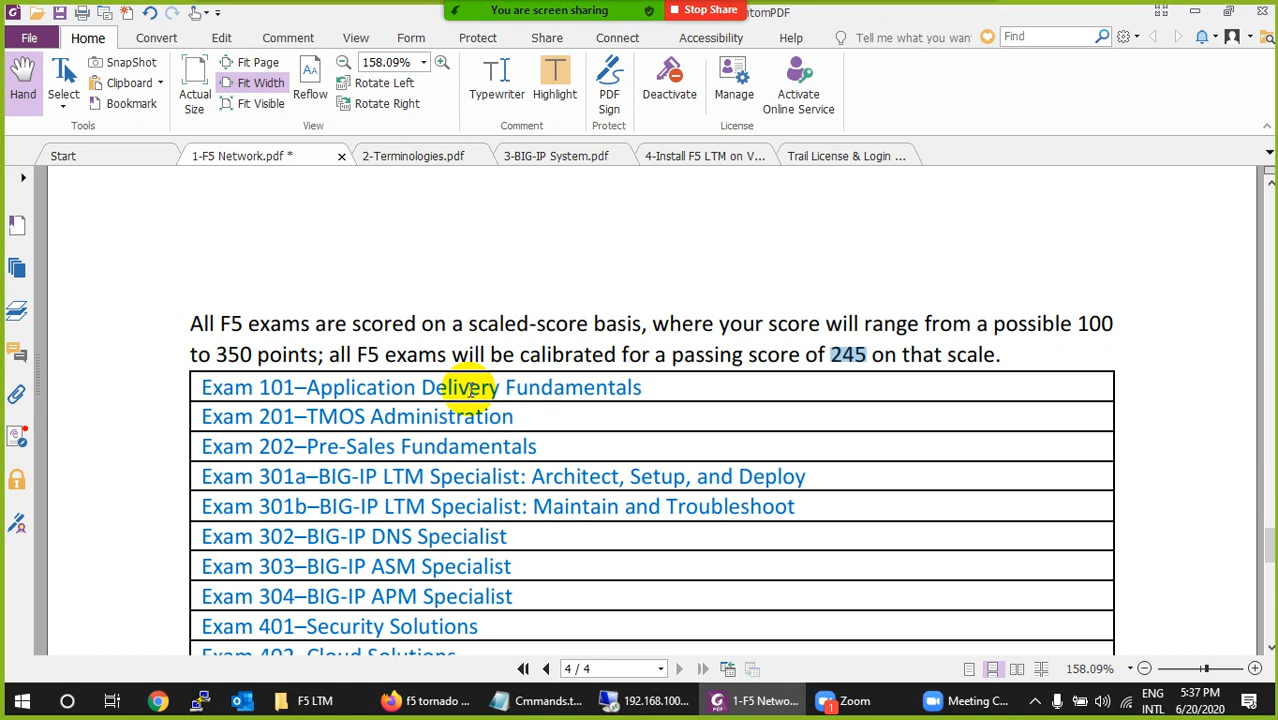 You are screen sharing
Stop Share
ntomPDF
File
Home
Convert
Edit
Comment
View
Form
Protect
Share
Connect
Accessibility
Help
Tell me what you want
Find
Hand
Select
SnapShot
Clipboard
Bookmark
Actual Size
Fit Page
Fit Width
Fit Visible
Reflow
158.09%
Rotate Left
Rotate Right
Typewriter
Highlight
PDF Sign
Deactivate
Manage
Activate Online Service
Tools
View
Comment
Protect
License
Start
1-F5 Network.pdf *
2-Terminologies.pdf
3-BIG-IP System.pdf
4-Install F5 LTM on V...
Trail License & Login ...
All F5 exams are scored on a scaled-score basis, where your score will range from a possible 100
to 350 points; all F5 exams will be calibrated for a passing score of 245 on that scale.
Exam 101–Application Delivery Fundamentals
Exam 201–TMOS Administration
Exam 202–Pre-Sales Fundamentals
Exam 301a–BIG-IP LTM Specialist: Architect, Setup, and Deploy
Exam 301b–BIG-IP LTM Specialist: Maintain and Troubleshoot
Exam 302–BIG-IP DNS Specialist
Exam 303–BIG-IP ASM Specialist
Exam 304–BIG-IP APM Specialist
Exam 401–Security Solutions
Exam 402–Cloud Solutions
4 / 4
158.09%
F5 LTM
f5 tornado ...
Cmmands.t...
192.168.100...
1-F5 Netwo...
1
Zoom
Meeting C...
ENG
INTL
5:37 PM
6/20/2020